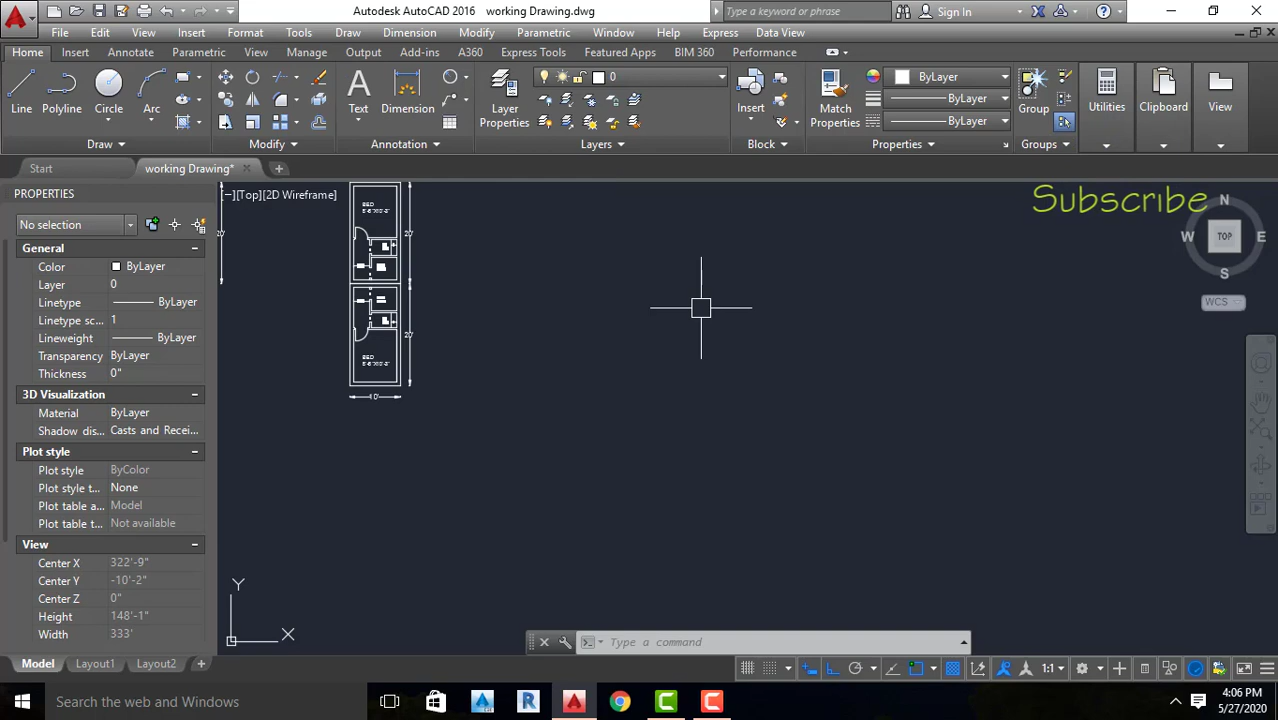 Autodesk AutoCAD 2016 working Drawing.dwg
Type a keyword or phrase
Sign In
File Edit View Insert Format Tools Draw Dimension Modify Parametric Window Help Express Data View
Home Insert Annotate Parametric View Manage Output Add-ins A360 Express Tools Featured Apps BIM 360 Performance
0
ByLayer
ByLayer
ByLayer
Line Polyline Circle Arc Text Dimension Layer Properties Insert Match Properties Group Utilities Clipboard View
Draw Modify Annotation Layers Block Properties Groups
Start working Drawing*
PROPERTIES
[−][Top][2D Wireframe]
Subscribe
No selection
General
Color ByLayer
Layer 0
Linetype ByLayer
Linetype sc... 1
Lineweight ByLayer
Transparency ByLayer
Thickness 0"
3D Visualization
Material ByLayer
Shadow dis... Casts and Recei...
Plot style
Plot style ByColor
Plot style t... None
Plot table a... Model
Plot table t... Not available
View
Center X 322'-9"
Center Y -10'-2"
Center Z 0"
Height 148'-1"
Width 333'
BED
20'
20'
20'
BED
10'
N
W TOP E
S
WCS
Y
X
Type a command
Model Layout1 Layout2
1:1
Search the web and Windows
4:06 PM
5/27/2020